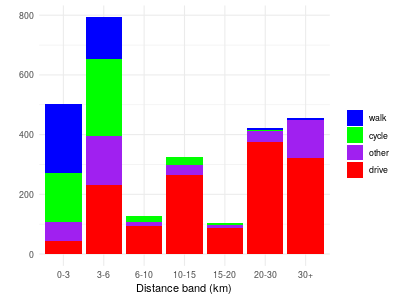 800
600
400
200
0
0-3 3-6 6-10 10-15 15-20 20-30 30+
Distance band (km)
walk
cycle
other
drive